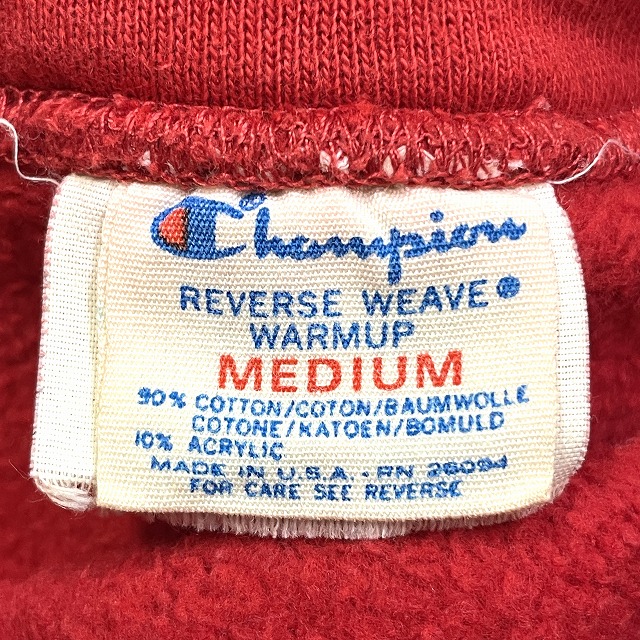 Champion
REVERSE WEAVE
WARMUP
MEDIUM
90% COTTON/COTON/BAUMWOLLE
COTONE/KATOEN/BOMULD
10% ACRYLIC
MADE IN U.S.A. - RN 26094
FOR CARE SEE REVERSE